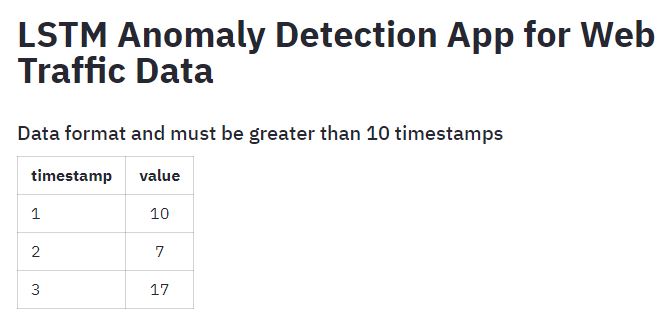 LSTM Anomaly Detection App for Web
Traffic Data
Data format and must be greater than 10 timestamps
timestamp value
1 10
2 7
3 17